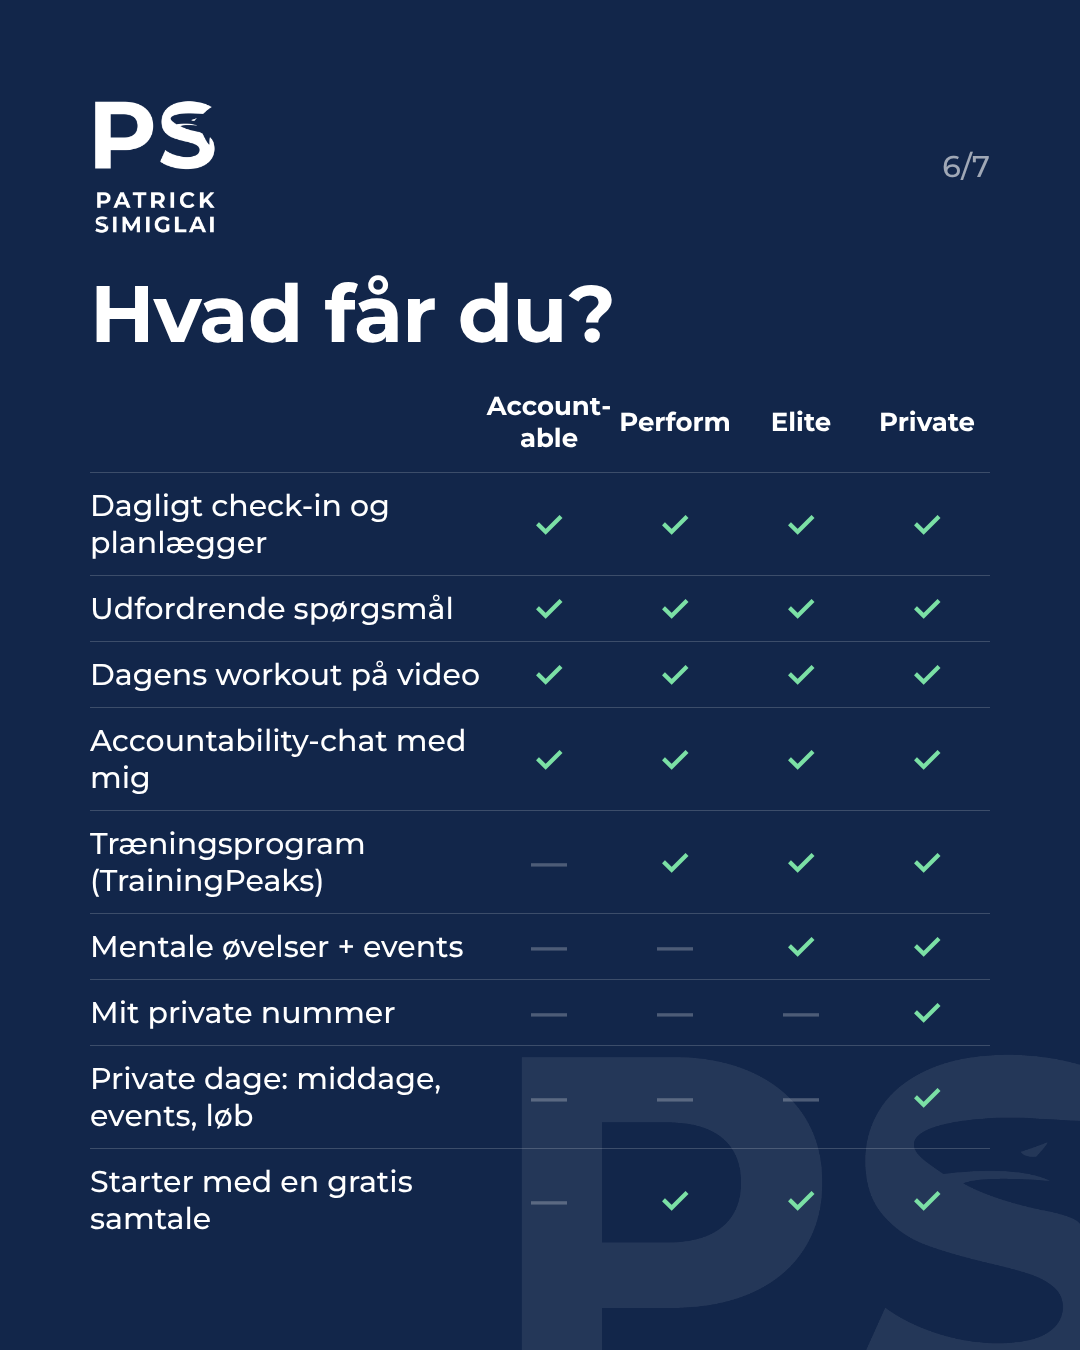 PS
PATRICK
SIMIGLAI
6/7
Hvad får du?
Account-
able
Perform
Elite
Private
Dagligt check-in og
planlægger
Udfordrende spørgsmål
Dagens workout på video
Accountability-chat med
mig
Træningsprogram
(TrainingPeaks)
Mentale øvelser + events
Mit private nummer
Private dage: middage,
events, løb
Starter med en gratis
samtale
PS